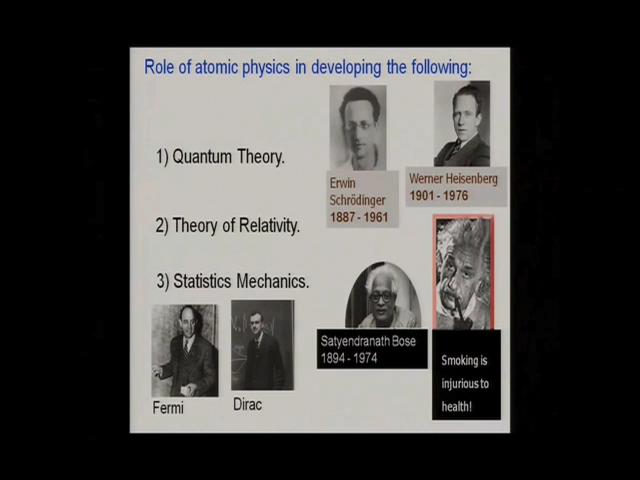 Role of atomic physics in developing the following:
1) Quantum Theory.
Erwin
Schrödinger
1887 - 1961
Werner Heisenberg
1901 - 1976
2) Theory of Relativity.
3) Statistics Mechanics.
Satyendranath Bose
1894 - 1974
Smoking is
injurious to
health!
Fermi
Dirac